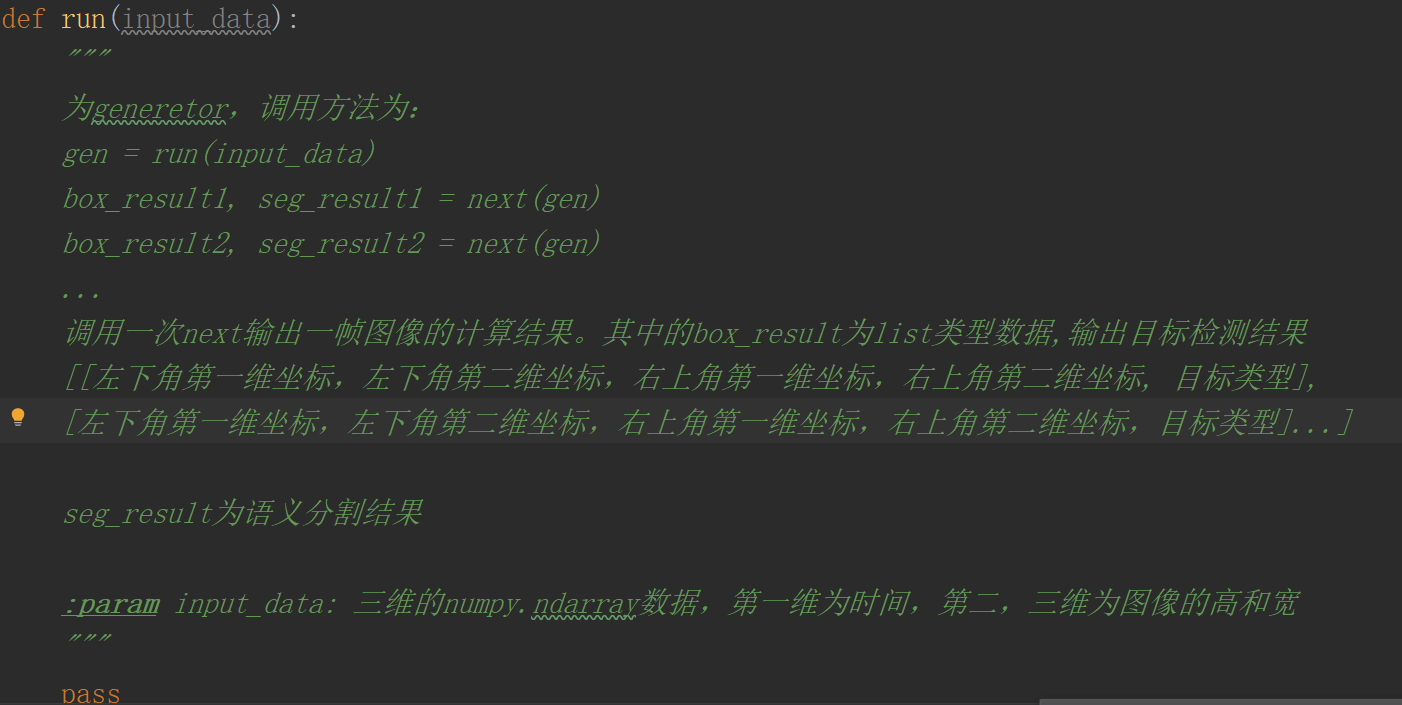 def run(input_data):
"""
为generetor，调用方法为:
gen = run(input_data)
box_result1, seg_result1 = next(gen)
box_result2, seg_result2 = next(gen)
...
调用一次next输出一帧图像的计算结果。其中的box_result为list类型数据,输出目标检测结果
[[左下角第一维坐标，左下角第二维坐标，右上角第一维坐标，右上角第二维坐标, 目标类型],
[左下角第一维坐标，左下角第二维坐标，右上角第一维坐标，右上角第二维坐标，目标类型]...]
seg_result为语义分割结果
:param input_data: 三维的numpy.ndarray数据，第一维为时间，第二，三维为图像的高和宽
"""
pass